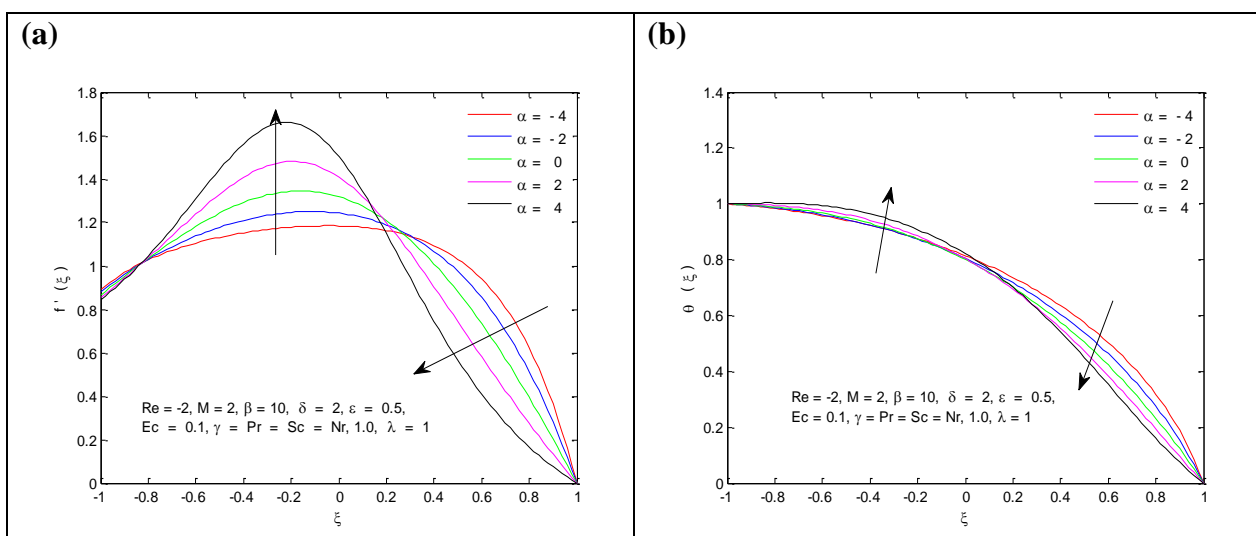 (a)
1.8
1.6
1.4
1.2
1
0.8
0.6
0.4
0.2
0
-1
-0.8
-0.6
-0.4
-0.2
0
0.2
0.4
0.6
0.8
1
f ' (ξ)
ξ
α = - 4
α = - 2
α = 0
α = 2
α = 4
Re = -2, M = 2, β = 10, δ = 2, ε = 0.5,
Ec = 0.1, γ = Pr = Sc = Nr, 1.0, λ = 1
(b)
1.4
1.2
1
0.8
0.6
0.4
0.2
0
-1
-0.8
-0.6
-0.4
-0.2
0
0.2
0.4
0.6
0.8
1
θ (ξ)
ξ
α = - 4
α = - 2
α = 0
α = 2
α = 4
Re = -2, M = 2, β = 10, δ = 2, ε = 0.5,
Ec = 0.1, γ = Pr = Sc = Nr, 1.0, λ = 1